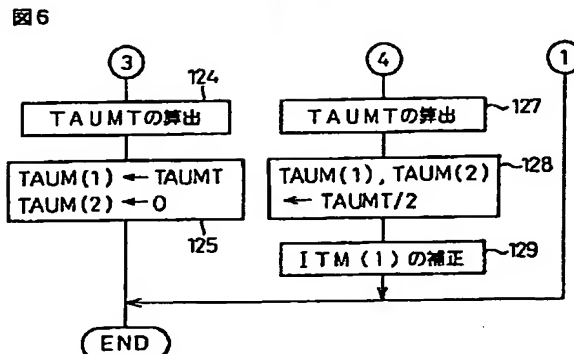 図6
3
124
TAUMTの算出
TAUM(1) ← TAUMT
TAUM(2) ← 0
125
4
127
TAUMTの算出
TAUM(1), TAUM(2)
← TAUMT/2
128
ITM(1)の補正
129
1
END